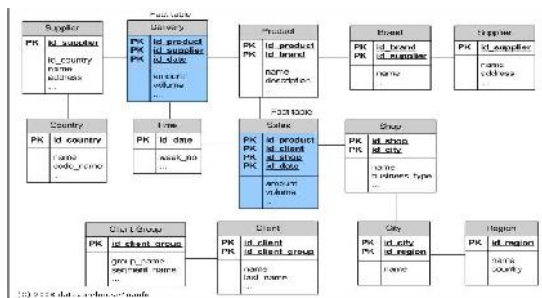 Fact table
Supplier
PK id_supplier
id_country
name
address
...
Delivery
PK id_product
PK id_supplier
PK id_date
amount
volume
...
Product
PK id_product
PK id_brand
name
description
...
Brand
PK id_brand
PK id_supplier
name
Supplier
PK id_supplier
name
address
...
Fact table
Country
PK id_country
name
code_name
...
Time
PK id_date
week_no
...
Sales
PK id_product
PK id_client
PK id_shop
PK id_date
amount
volume
...
Shop
PK id_shop
PK id_city
name
business_type
...
Client Group
PK id_client_group
group_name
segment_name
...
Client
PK id_client
PK id_client_group
name
last_name
...
City
PK id_city
PK id_region
name
Region
PK id_region
name
country
(c) 2008 datawarehouse4u.info